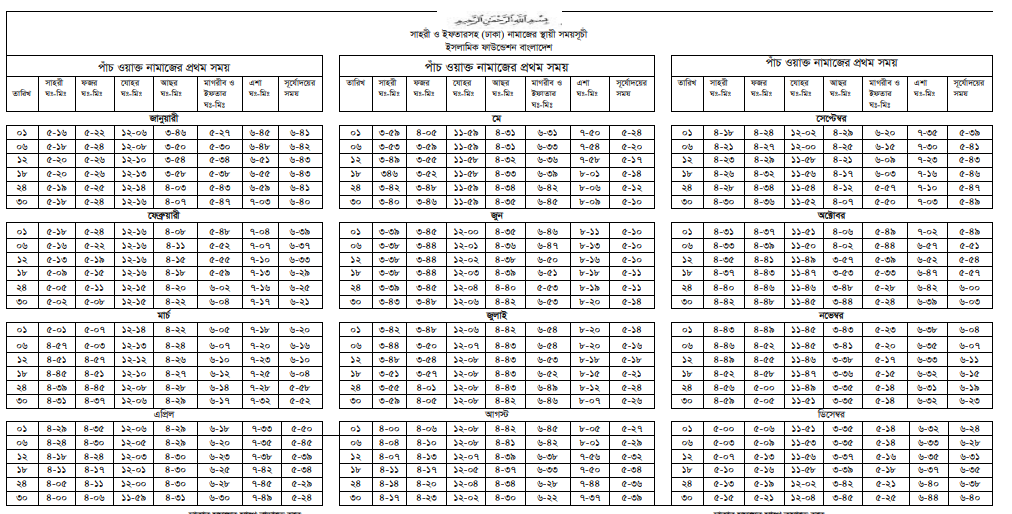 بسم الله الرحمن الرحيم
সাহরী ও ইফতারসহ (ঢাকা) নামাজের স্থায়ী সময়সূচী
ইসলামিক ফাউন্ডেশন বাংলাদেশ
পাঁচ ওয়াক্ত নামাজের প্রথম সময়
তারিখ সাহরী ঘঃ-মিঃ ফজর ঘঃ-মিঃ যোহর ঘঃ-মিঃ আছর ঘঃ-মিঃ মাগরীব ও ইফতার ঘঃ-মিঃ এশা ঘঃ-মিঃ সূর্যোদয়ের সময়
জানুয়ারী
০১ ৫-১৬ ৫-২২ ১২-০৬ ৩-৪৬ ৫-২৭ ৬-৪৫ ৬-৪১
০৬ ৫-১৮ ৫-২৪ ১২-০৮ ৩-৫০ ৫-৩০ ৬-৪৮ ৬-৪২
১২ ৫-২০ ৫-২৬ ১২-১০ ৩-৫৪ ৫-৩৪ ৬-৫১ ৬-৪৩
১৮ ৫-২০ ৫-২৬ ১২-১৩ ৩-৫৮ ৫-৩৮ ৬-৫৫ ৬-৪৩
২৪ ৫-১৯ ৫-২৫ ১২-১৪ ৪-০৩ ৫-৪৩ ৬-৫৯ ৬-৪১
৩০ ৫-১৮ ৫-২৪ ১২-১৬ ৪-০৭ ৫-৪৭ ৭-০৩ ৬-৪০
ফেব্রুয়ারী
০১ ৫-১৮ ৫-২৪ ১২-১৬ ৪-০৮ ৫-৪৮ ৭-০৪ ৬-৩৯
০৬ ৫-১৬ ৫-২২ ১২-১৬ ৪-১১ ৫-৫২ ৭-০৭ ৬-৩৭
১২ ৫-১৩ ৫-১৯ ১২-১৬ ৪-১৫ ৫-৫৫ ৭-১০ ৬-৩৩
১৮ ৫-০৯ ৫-১৫ ১২-১৬ ৪-১৮ ৫-৫৯ ৭-১৩ ৬-২৯
২৪ ৫-০৫ ৫-১১ ১২-১৫ ৪-২০ ৬-০২ ৭-১৬ ৬-২৫
৩০ ৫-০২ ৫-০৮ ১২-১৫ ৪-২২ ৬-০৪ ৭-১৭ ৬-২১
মার্চ
০১ ৫-০১ ৫-০৭ ১২-১৪ ৪-২২ ৬-০৫ ৭-১৮ ৬-২০
০৬ ৪-৫৭ ৫-০৩ ১২-১৩ ৪-২৪ ৬-০৭ ৭-২০ ৬-১৬
১২ ৪-৫১ ৪-৫৭ ১২-১২ ৪-২৬ ৬-১০ ৭-২৩ ৬-১০
১৮ ৪-৪৫ ৪-৫১ ১২-১০ ৪-২৭ ৬-১২ ৭-২৫ ৬-০৪
২৪ ৪-৩৯ ৪-৪৫ ১২-০৮ ৪-২৮ ৬-১৪ ৭-২৮ ৫-৫৮
৩০ ৪-৩১ ৪-৩৭ ১২-০৬ ৪-২৯ ৬-১৭ ৭-৩২ ৫-৫২
এপ্রিল
০১ ৪-২৯ ৪-৩৫ ১২-০৬ ৪-২৯ ৬-১৮ ৭-৩৩ ৫-৫০
০৬ ৪-২৪ ৪-৩০ ১২-০৫ ৪-২৯ ৬-২০ ৭-৩৫ ৫-৪৫
১২ ৪-১৮ ৪-২৪ ১২-০৩ ৪-৩০ ৬-২৩ ৭-৩৮ ৫-৩৯
১৮ ৪-১১ ৪-১৭ ১২-০১ ৪-৩০ ৬-২৫ ৭-৪২ ৫-৩৪
২৪ ৪-০৫ ৪-১১ ১২-০০ ৪-৩০ ৬-২৮ ৭-৪৫ ৫-২৯
৩০ ৪-০০ ৪-০৬ ১১-৫৯ ৪-৩১ ৬-৩০ ৭-৪৯ ৫-২৪
পাঁচ ওয়াক্ত নামাজের প্রথম সময়
তারিখ সাহরী ঘঃ-মিঃ ফজর ঘঃ-মিঃ যোহর ঘঃ-মিঃ আছর ঘঃ-মিঃ মাগরীব ও ইফতার ঘঃ-মিঃ এশা ঘঃ-মিঃ সূর্যোদয়ের সময়
মে
০১ ৩-৫৯ ৪-০৫ ১১-৫৯ ৪-৩১ ৬-৩১ ৭-৫০ ৫-২৪
০৬ ৩-৫৩ ৩-৫৯ ১১-৫৯ ৪-৩১ ৬-৩৩ ৭-৫৪ ৫-২০
১২ ৩-৪৯ ৩-৫৫ ১১-৫৮ ৪-৩২ ৬-৩৬ ৭-৫৮ ৫-১৭
১৮ ৩৪৬ ৩-৫২ ১১-৫৮ ৪-৩৩ ৬-৩৯ ৮-০১ ৫-১৪
২৪ ৩-৪২ ৩-৪৮ ১১-৫৯ ৪-৩৪ ৬-৪২ ৮-০৬ ৫-১২
৩০ ৩-৪০ ৩-৪৬ ১১-৫৯ ৪-৩৫ ৬-৪৫ ৮-০৯ ৫-১০
জুন
০১ ৩-৩৯ ৩-৪৫ ১২-০০ ৪-৩৫ ৬-৪৬ ৮-১১ ৫-১০
০৬ ৩-৩৮ ৩-৪৪ ১২-০১ ৪-৩৬ ৬-৪৭ ৮-১৩ ৫-১০
১২ ৩-৩৮ ৩-৪৪ ১২-০২ ৪-৩৮ ৬-৫০ ৮-১৬ ৫-১০
১৮ ৩-৩৮ ৩-৪৪ ১২-০৩ ৪-৩৯ ৬-৫১ ৮-১৮ ৫-১১
২৪ ৩-৩৯ ৩-৪৫ ১২-০৪ ৪-৪০ ৫-৫৩ ৮-১৯ ৫-১১
৩০ ৩-৪৩ ৩-৪৮ ১২-০৬ ৪-৪২ ৬-৫৩ ৮-২০ ৫-১৪
জুলাই
০১ ৩-৪২ ৩-৪৮ ১২-০৬ ৪-৪২ ৬-৫৪ ৮-২০ ৫-১৪
০৬ ৩-৪৪ ৩-৫০ ১২-০৭ ৪-৪৩ ৬-৫৪ ৮-২০ ৫-১৬
১২ ৩-৪৮ ৩-৫৪ ১২-০৮ ৪-৪৩ ৬-৫৩ ৮-১৮ ৫-১৮
১৮ ৩-৫১ ৩-৫৭ ১২-০৮ ৪-৪৩ ৬-৫২ ৮-১৫ ৫-২১
২৪ ৩-৫৫ ৪-০১ ১২-০৮ ৪-৪৩ ৬-৪৯ ৮-১২ ৫-২৪
৩০ ৩-৫৯ ৪-০৫ ১২-০৮ ৪-৪২ ৬-৪৬ ৮-০৭ ৫-২৬
আগস্ট
০১ ৪-০০ ৪-০৬ ১২-০৮ ৪-৪২ ৬-৪৫ ৮-০৫ ৫-২৭
০৬ ৪-০৪ ৪-১০ ১২-০৮ ৪-৪১ ৬-৪২ ৮-০১ ৫-২৯
১২ ৪-০৭ ৪-১৩ ১২-০৭ ৪-৩৯ ৬-৩৮ ৭-৫৬ ৫-৩২
১৮ ৪-১১ ৪-১৭ ১২-০৫ ৪-৩৭ ৬-৩৩ ৭-৫০ ৫-৩৪
২৪ ৪-১৪ ৪-২০ ১২-০৪ ৪-৩৪ ৬-২৮ ৭-৪৪ ৫-৩৬
৩০ ৪-১৭ ৪-২৩ ১২-০২ ৪-৩০ ৬-২২ ৭-৩৭ ৫-৩৯
পাঁচ ওয়াক্ত নামাজের প্রথম সময়
তারিখ সাহরী ঘঃ-মিঃ ফজর ঘঃ-মিঃ যোহর ঘঃ-মিঃ আছর ঘঃ-মিঃ মাগরীব ও ইফতার ঘঃ-মিঃ এশা ঘঃ-মিঃ সূর্যোদয়ের সময়
সেপ্টেম্বর
০১ ৪-১৮ ৪-২৪ ১২-০২ ৪-২৯ ৬-২০ ৭-৩৫ ৫-৩৯
০৬ ৪-২১ ৪-২৭ ১২-০০ ৪-২৫ ৬-১৫ ৭-৩০ ৫-৪১
১২ ৪-২৩ ৪-২৯ ১১-৫৮ ৪-২১ ৬-০৯ ৭-২৩ ৫-৪৩
১৮ ৪-২৬ ৪-৩২ ১১-৫৬ ৪-১৭ ৬-০৩ ৭-১৬ ৫-৪৬
২৪ ৪-২৮ ৪-৩৪ ১১-৫৪ ৪-১২ ৫-৫৭ ৭-১০ ৫-৪৭
৩০ ৪-৩০ ৪-৩৬ ১১-৫২ ৪-০৭ ৫-৫০ ৭-০৩ ৫-৪৯
অক্টোবর
০১ ৪-৩১ ৪-৩৭ ১১-৫১ ৪-০৬ ৫-৪৯ ৭-০২ ৫-৪৯
০৬ ৪-৩৩ ৪-৩৯ ১১-৫০ ৪-০২ ৫-৪৪ ৬-৫৭ ৫-৫১
১২ ৪-৩৫ ৪-৪১ ১১-৪৯ ৩-৫৭ ৫-৩৯ ৬-৫২ ৫-৫৪
১৮ ৪-৩৭ ৪-৪৩ ১১-৪৭ ৩-৫৩ ৫-৩৩ ৬-৪৭ ৫-৫৭
২৪ ৪-৪০ ৪-৪৬ ১১-৪৬ ৩-৪৮ ৫-২৮ ৬-৪২ ৬-০০
৩০ ৪-৪২ ৪-৪৮ ১১-৪৫ ৩-৪৪ ৫-২৪ ৬-৩৯ ৬-০৩
নভেম্বর
০১ ৪-৪৩ ৪-৪৯ ১১-৪৫ ৩-৪৩ ৫-২৩ ৬-৩৮ ৬-০৪
০৬ ৪-৪৬ ৪-৫২ ১১-৪৫ ৩-৪১ ৫-২০ ৬-৩৫ ৬-০৭
১২ ৪-৪৯ ৪-৫৫ ১১-৪৬ ৩-৩৮ ৫-১৭ ৬-৩৩ ৬-১১
১৮ ৪-৫২ ৪-৫৮ ১১-৪৭ ৩-৩৬ ৫-১৫ ৬-৩২ ৬-১৫
২৪ ৪-৫৬ ৫-০০ ১১-৪৯ ৩-৩৫ ৫-১৪ ৬-৩১ ৬-১৯
৩০ ৪-৫৯ ৫-০৫ ১১-৫১ ৩-৩৫ ৫-১৪ ৬-৩২ ৬-২৩
ডিসেম্বর
০১ ৫-০০ ৫-০৬ ১১-৫১ ৩-৩৫ ৫-১৪ ৬-৩২ ৬-২৪
০৬ ৫-০৩ ৫-০৯ ১১-৫৩ ৩-৩৫ ৫-১৪ ৬-৩৩ ৬-২৮
১২ ৫-০৭ ৫-১৩ ১১-৫৬ ৩-৩৭ ৫-১৬ ৬-৩৫ ৬-৩১
১৮ ৫-১০ ৫-১৬ ১১-৫৮ ৩-৩৯ ৫-১৮ ৬-৩৭ ৬-৩৫
২৪ ৫-১৩ ৫-১৯ ১২-০২ ৩-৪২ ৫-২১ ৬-৪০ ৬-৩৮
৩০ ৫-১৫ ৫-২১ ১২-০৪ ৩-৪৫ ৫-২৫ ৬-৪৪ ৬-৪০